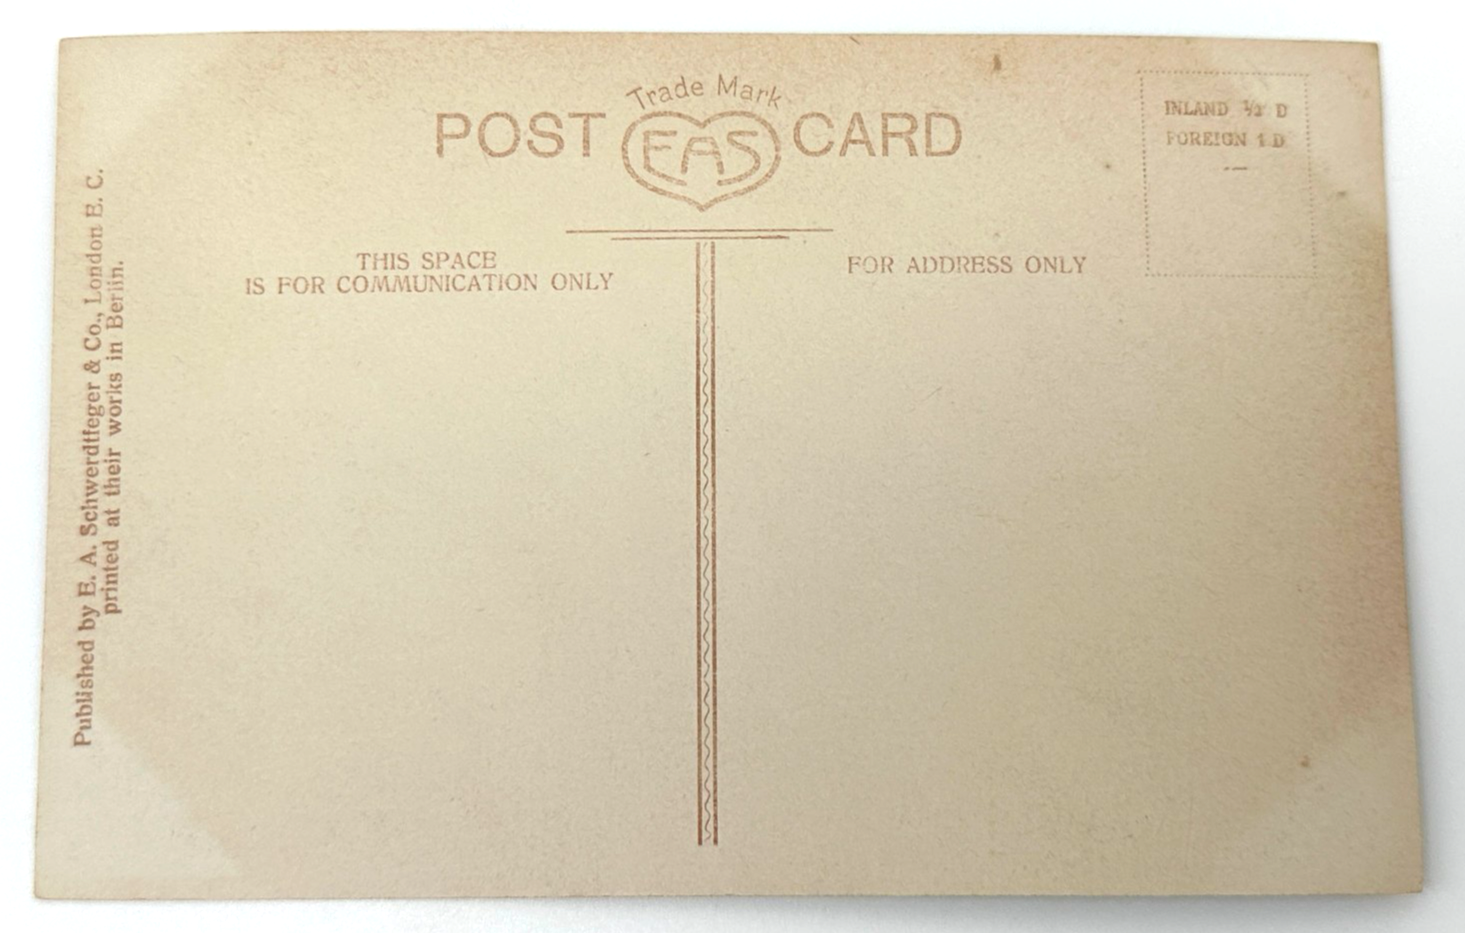 Trade Mark
POST EAS CARD
INLAND ½ D
FOREIGN 1 D
THIS SPACE
IS FOR COMMUNICATION ONLY
FOR ADDRESS ONLY
Published by E. A. Schwerdtfeger & Co., London E. C.
printed at their works in Berlin.